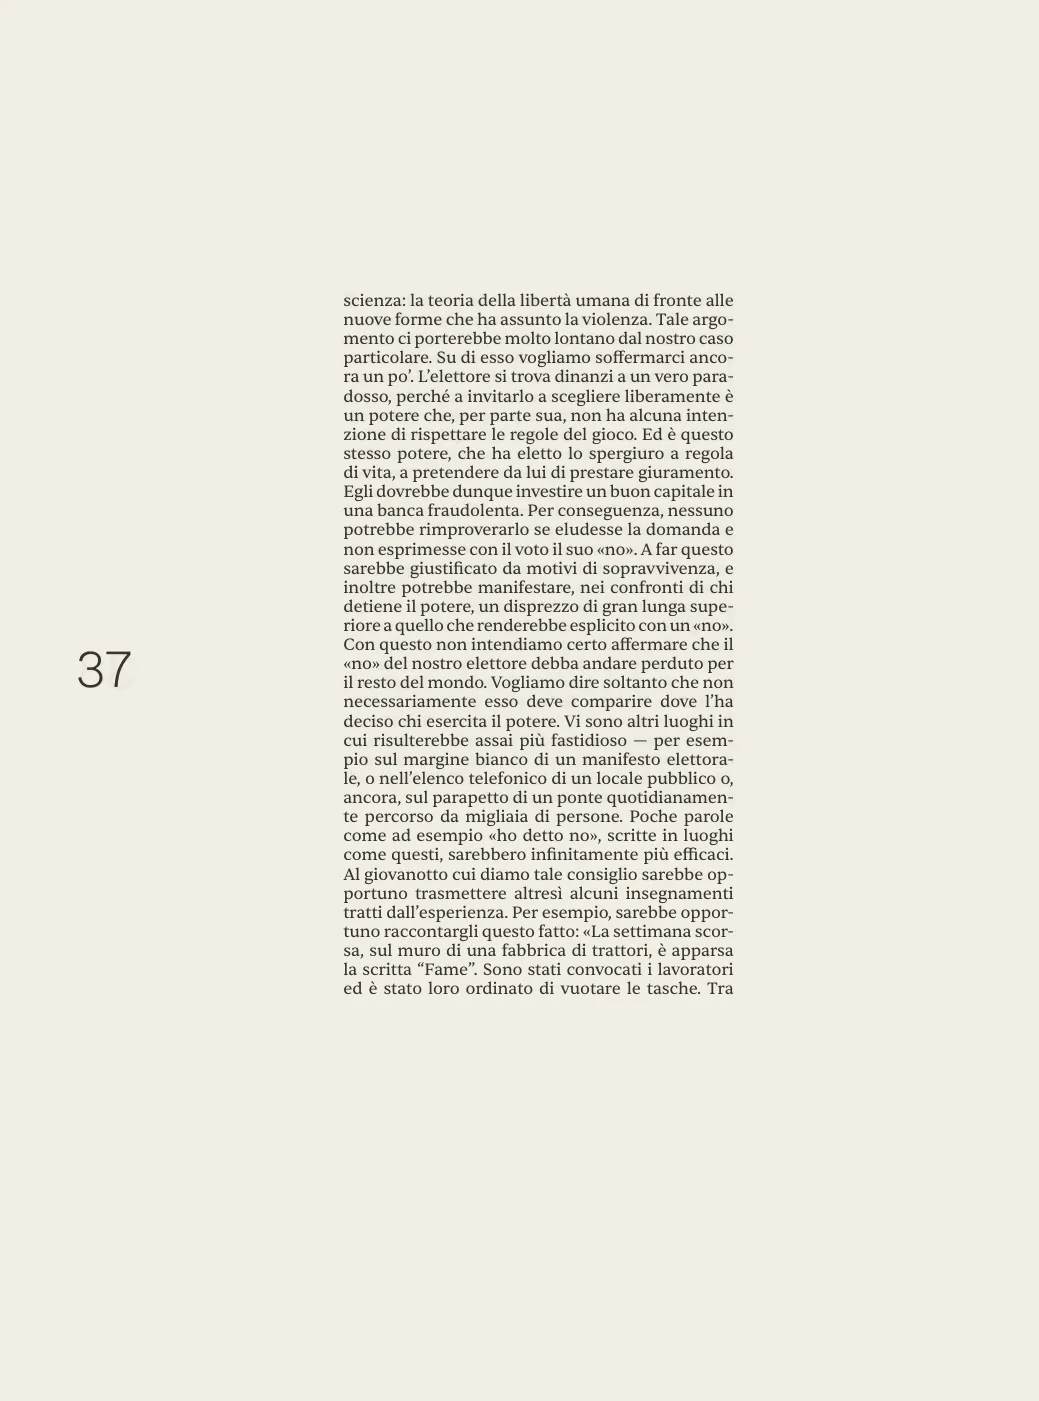 scienza: la teoria della libertà umana di fronte alle
nuove forme che ha assunto la violenza. Tale argo-
mento ci porterebbe molto lontano dal nostro caso
particolare. Su di esso vogliamo soffermarci anco-
ra un po’. L’elettore si trova dinanzi a un vero para-
dosso, perché a invitarlo a scegliere liberamente è
un potere che, per parte sua, non ha alcuna inten-
zione di rispettare le regole del gioco. Ed è questo
stesso potere, che ha eletto lo spergiuro a regola
di vita, a pretendere da lui di prestare giuramento.
Egli dovrebbe dunque investire un buon capitale in
una banca fraudolenta. Per conseguenza, nessuno
potrebbe rimproverarlo se eludesse la domanda e
non esprimesse con il voto il suo «no». A far questo
sarebbe giustificato da motivi di sopravvivenza, e
inoltre potrebbe manifestare, nei confronti di chi
detiene il potere, un disprezzo di gran lunga supe-
riore a quello che renderebbe esplicito con un «no».
Con questo non intendiamo certo affermare che il
«no» del nostro elettore debba andare perduto per
il resto del mondo. Vogliamo dire soltanto che non
necessariamente esso deve comparire dove l’ha
deciso chi esercita il potere. Vi sono altri luoghi in
cui risulterebbe assai più fastidioso — per esem-
pio sul margine bianco di un manifesto elettora-
le, o nell’elenco telefonico di un locale pubblico o,
ancora, sul parapetto di un ponte quotidianamen-
te percorso da migliaia di persone. Poche parole
come ad esempio «ho detto no», scritte in luoghi
come questi, sarebbero infinitamente più efficaci.
Al giovanotto cui diamo tale consiglio sarebbe op-
portuno trasmettere altresì alcuni insegnamenti
tratti dall’esperienza. Per esempio, sarebbe oppor-
tuno raccontargli questo fatto: «La settimana scor-
sa, sul muro di una fabbrica di trattori, è apparsa
la scritta “Fame”. Sono stati convocati i lavoratori
ed è stato loro ordinato di vuotare le tasche. Tra
37